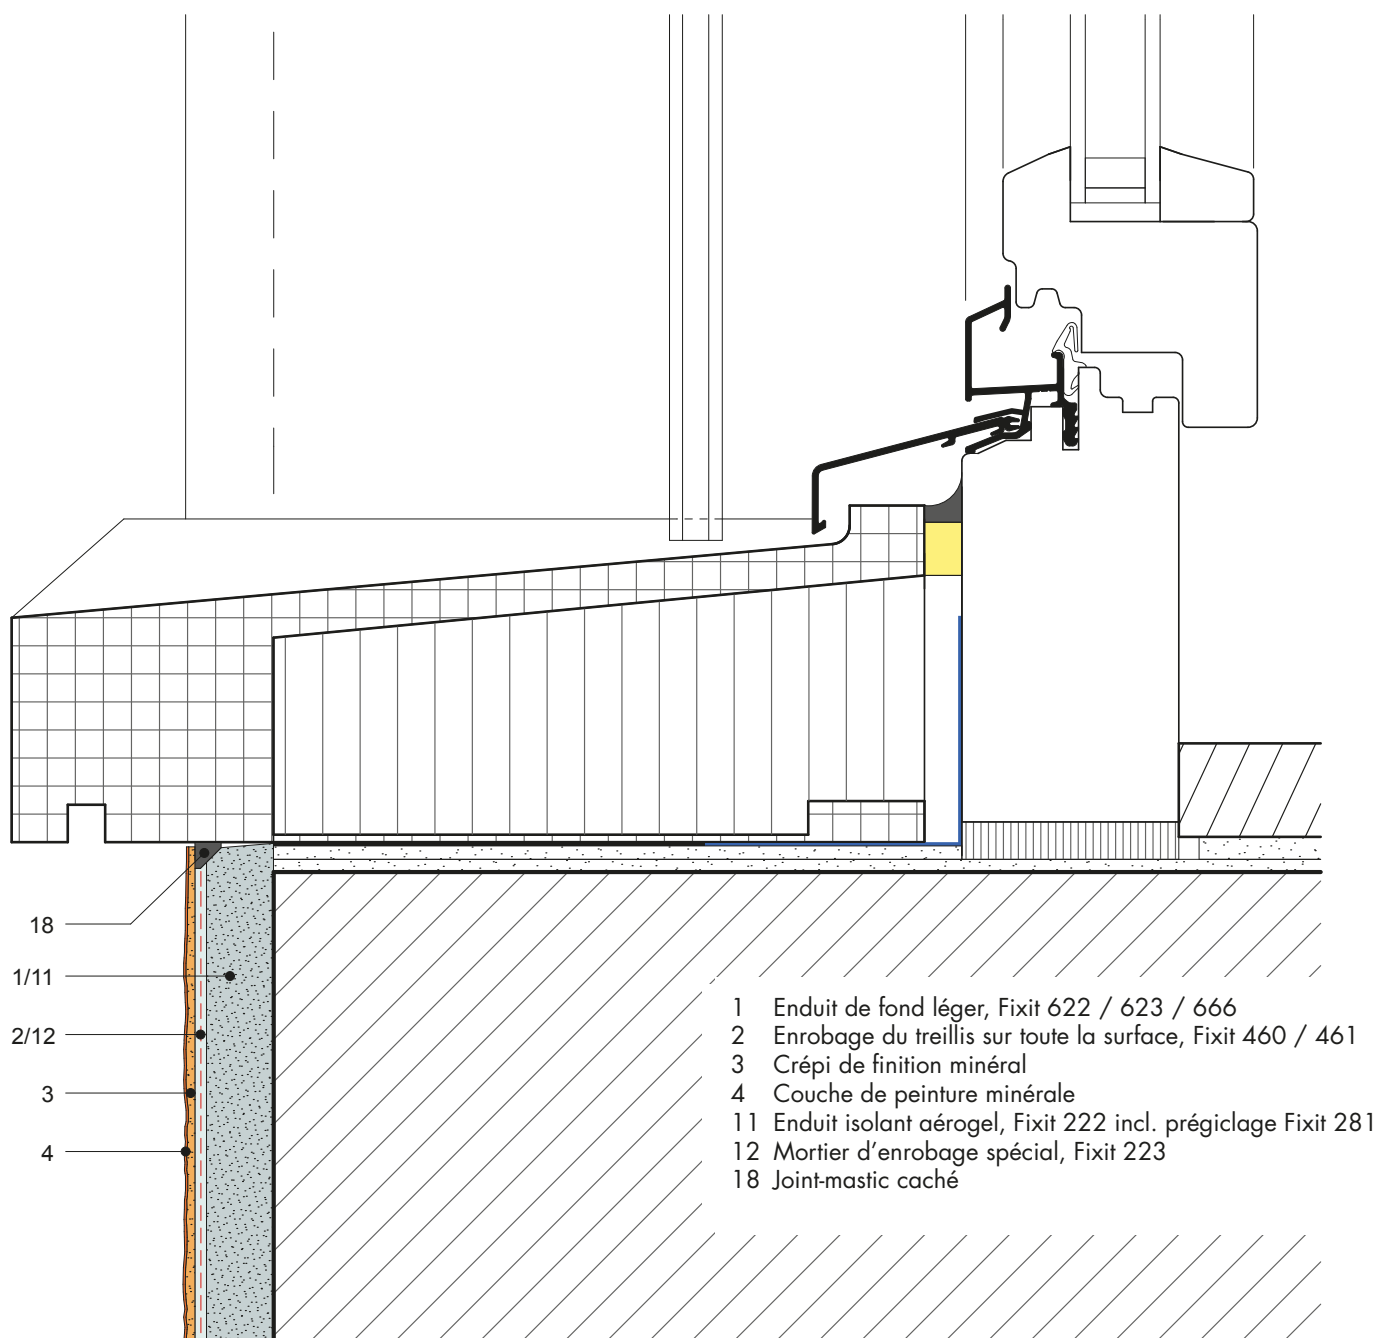 18
1/11
2/12
3
4
1 Enduit de fond léger, Fixit 622 / 623 / 666
2 Enrobage du treillis sur toute la surface, Fixit 460 / 461
3 Crépi de finition minéral
4 Couche de peinture minérale
11 Enduit isolant aérogel, Fixit 222 incl. prégiclage Fixit 281
12 Mortier d'enrobage spécial, Fixit 223
18 Joint-mastic caché